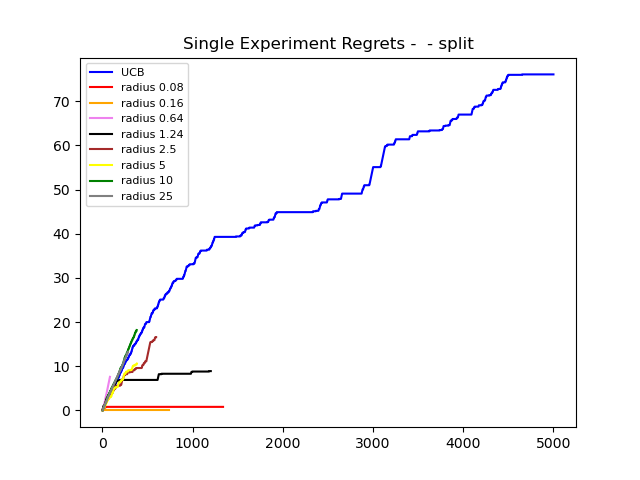 Single Experiment Regrets -  - split
UCB
radius 0.08
radius 0.16
radius 0.64
radius 1.24
radius 2.5
radius 5
radius 10
radius 25
70
60
50
40
30
20
10
0
0 1000 2000 3000 4000 5000